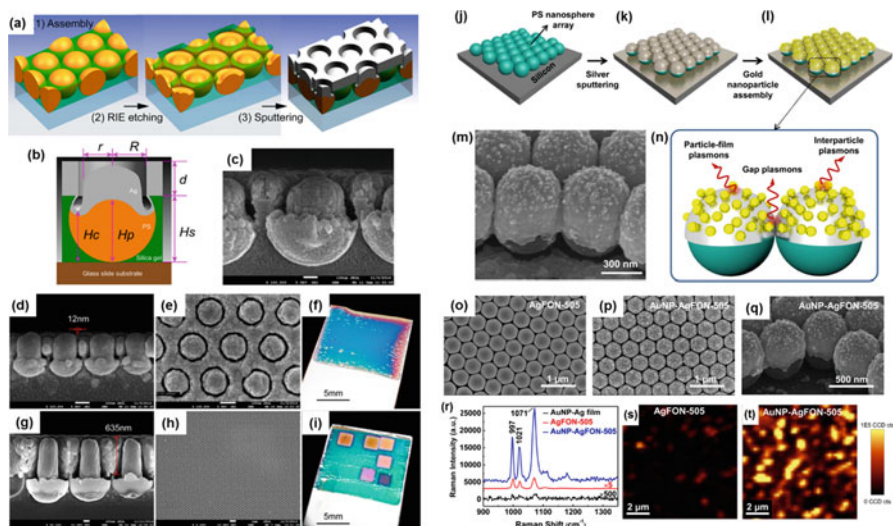 (a) 1) Assembly
(2) RIE etching
(3) Sputtering
(b)
r
R
d
Ag
PS
Hc
Hp
Hs
Silica gel
Glass slide substrate
(c)
(d)
12nm
(e)
(f)
5mm
(g)
635nm
(h)
(i)
5mm
(j)
PS nanosphere
array
Silicon
Silver
sputtering
(k)
Gold
nanoparticle
assembly
(l)
(m)
300 nm
(n)
Particle-film
plasmons
Gap plasmons
Interparticle
plasmons
(o)
AgFON-505
1 μm
(p)
AuNP-AgFON-505
1 μm
(q)
AuNP-AgFON-505
500 nm
(r)
Raman Intensity (a.u.)
25000
20000
15000
10000
5000
0
997
1021
1071
AuNP-Ag film
AgFON-505
AuNP-AgFON-505
×500
900 1000 1100 1200 1300
Raman Shift (cm⁻¹)
(s)
AgFON-505
2 μm
(t)
AuNP-AgFON-505
2 μm
0 CCD cts